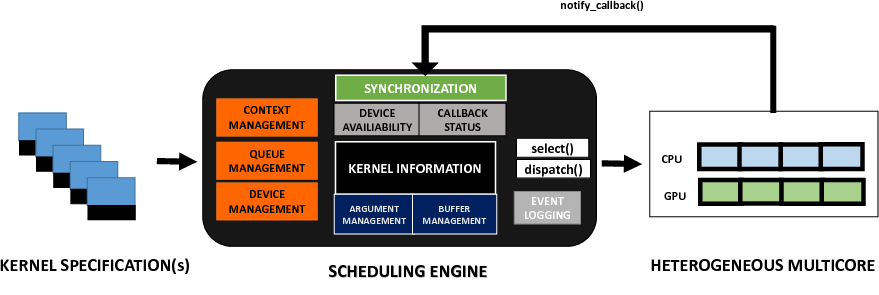 notify_callback()
SYNCHRONIZATION
CONTEXT
MANAGEMENT
DEVICE
AVAILIABILITY
CALLBACK
STATUS
QUEUE
MANAGEMENT
KERNEL INFORMATION
select()
dispatch()
DEVICE
MANAGEMENT
ARGUMENT
MANAGEMENT
BUFFER
MANAGEMENT
EVENT
LOGGING
CPU
GPU
KERNEL SPECIFICATION(s)
SCHEDULING ENGINE
HETEROGENEOUS MULTICORE